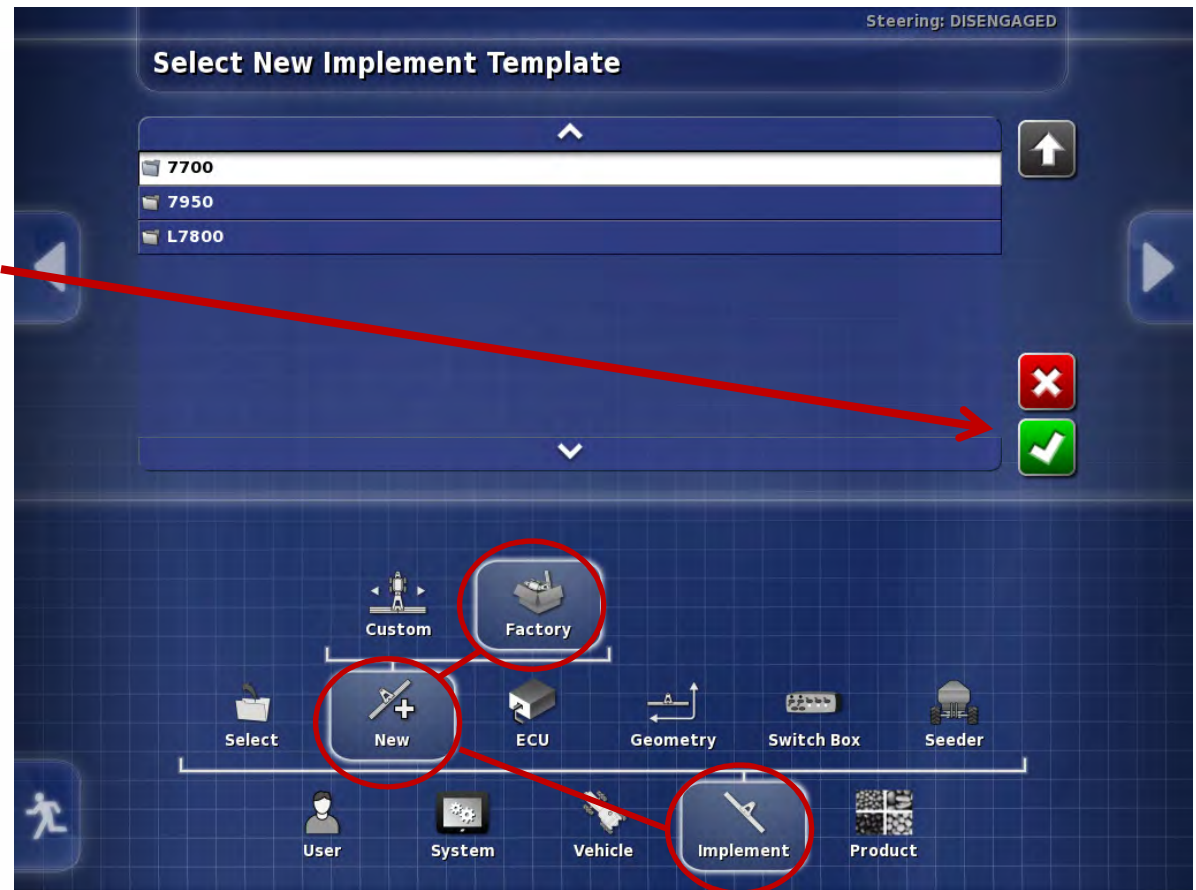 Steering: DISENGAGED
Select New Implement Template
7700
7950
L7800
Custom Factory
Select New ECU Geometry Switch Box Seeder
User System Vehicle Implement Product